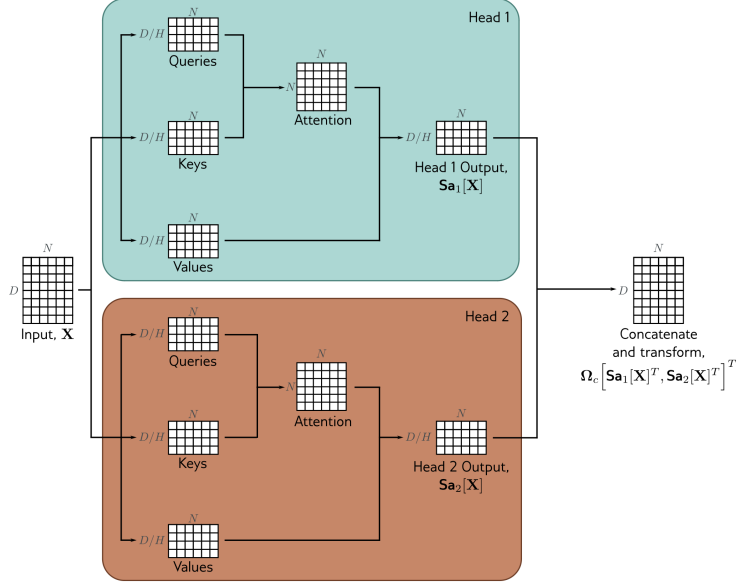 Head 1
N
D/H
Queries
N
N
Attention
N
D/H
Keys
N
D/H
Head 1 Output,
Sa₁[X]
N
D/H
Values
N
D
Input, X
N
D
Concatenate
and transform,
Ω_c[Sa₁[X]^T, Sa₂[X]^T]^T
Head 2
N
D/H
Queries
N
N
Attention
N
D/H
Keys
N
D/H
Head 2 Output,
Sa₂[X]
N
D/H
Values